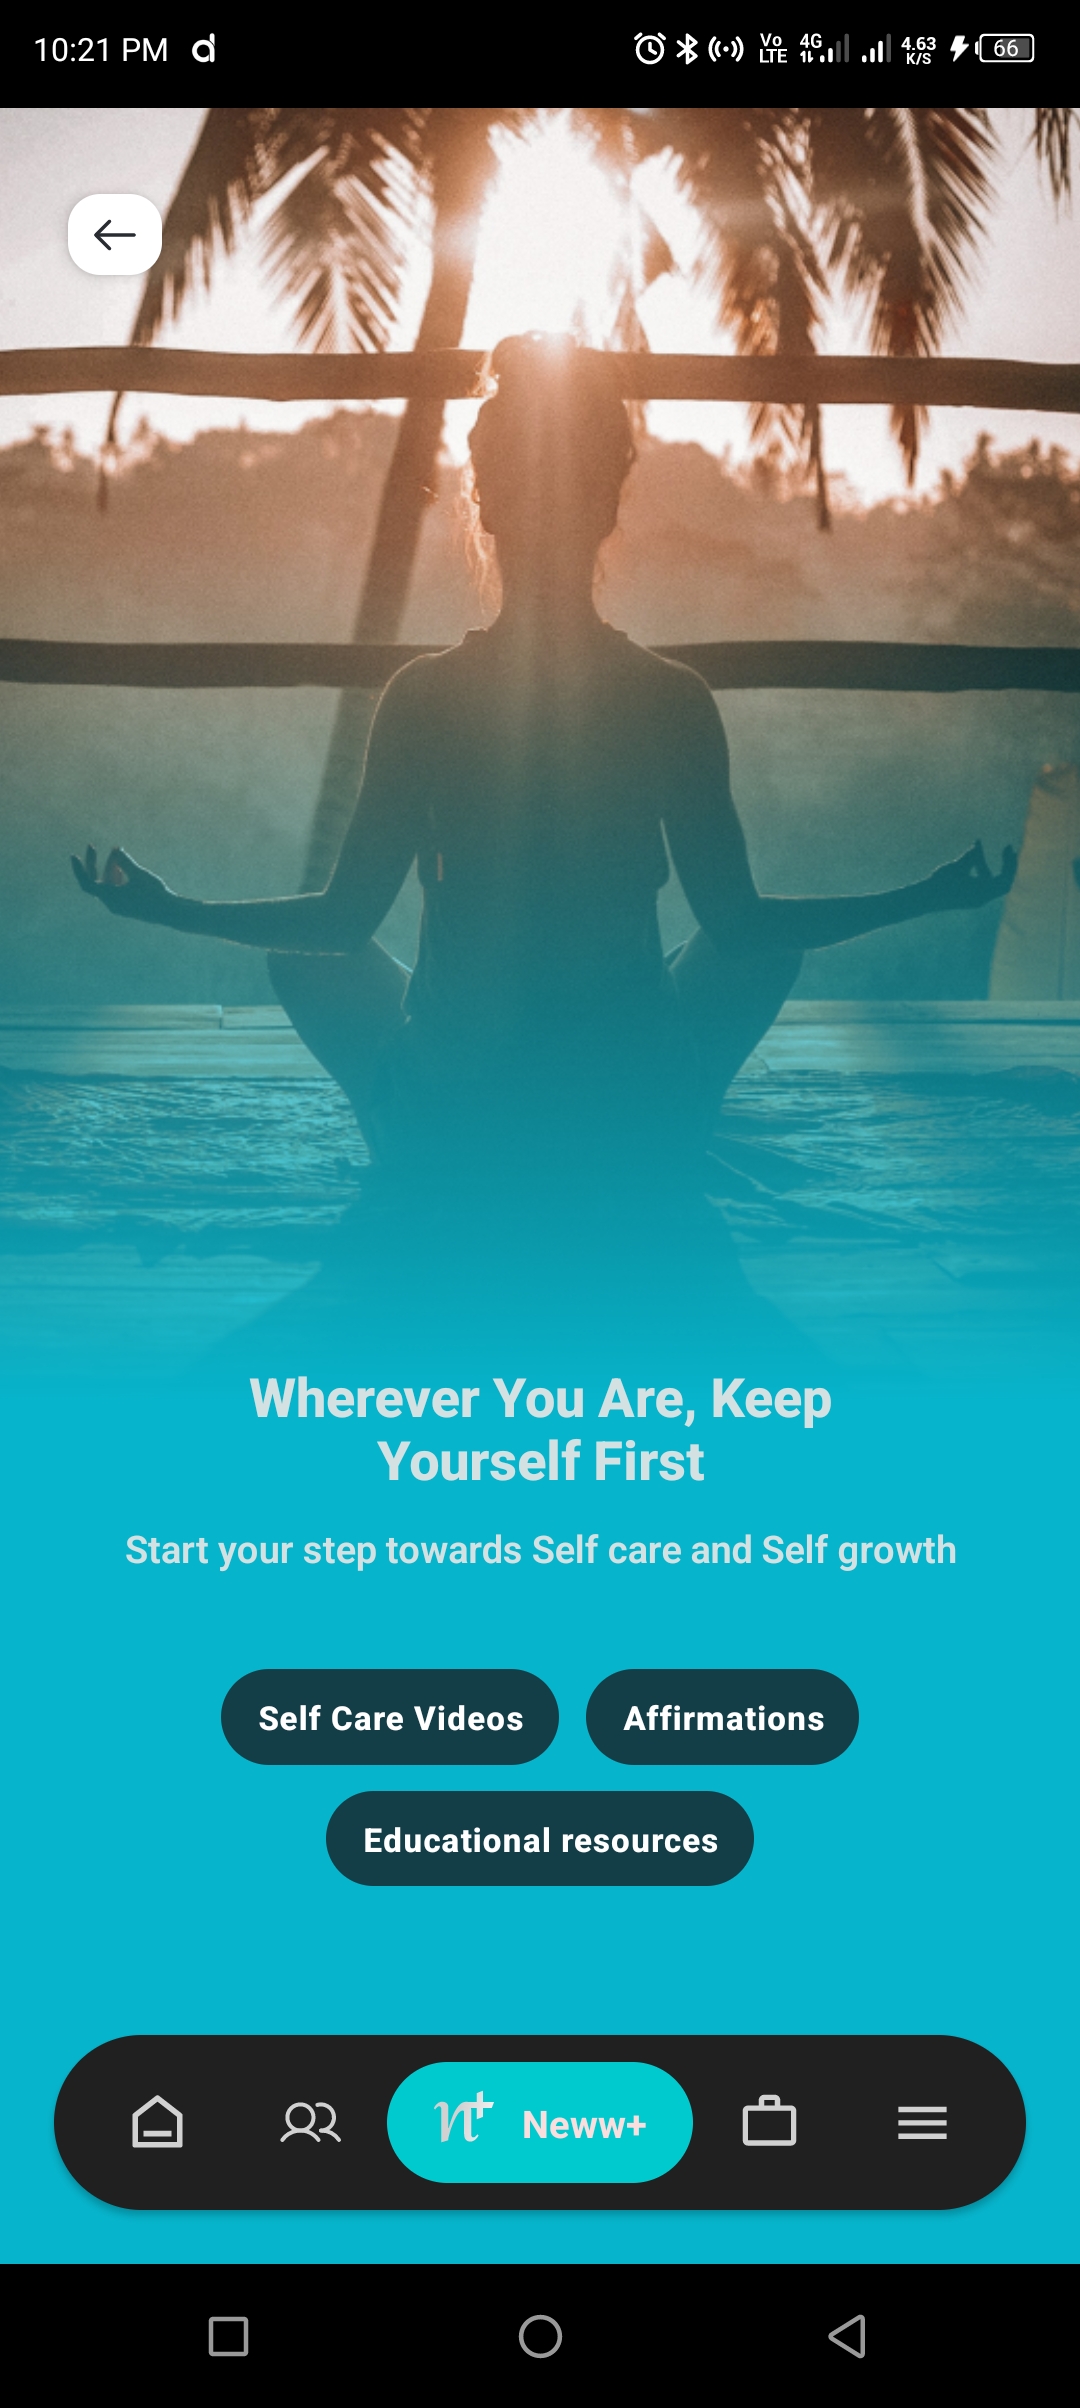 10:21 PM
Vo LTE 4G 4.63 K/S 66
Wherever You Are, Keep
Yourself First
Start your step towards Self care and Self growth
Self Care Videos Affirmations
Educational resources
n+ Neww+